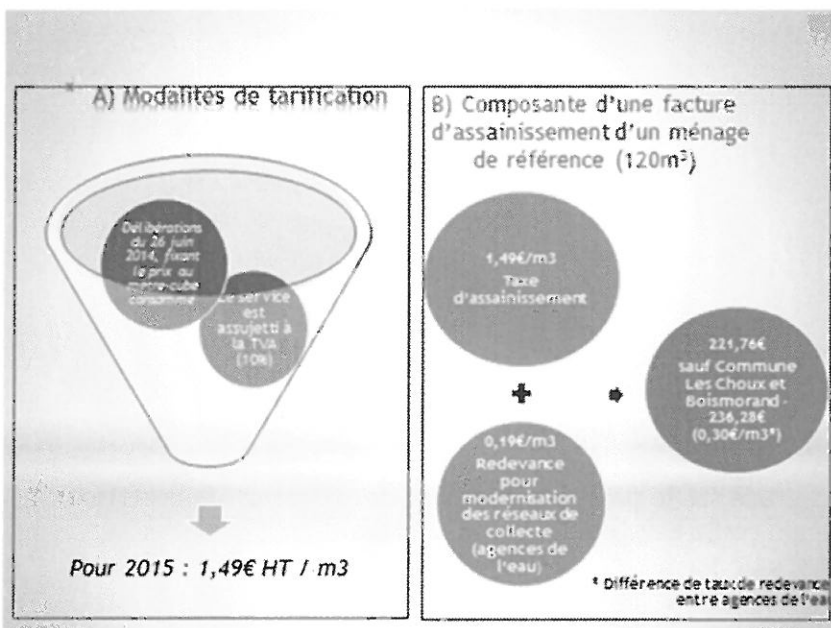 A) Modalités de tarification
Délibérations
du 26 juin
2014, fixant
le prix au
mètre-cube
consommé
Le service
est
assujetti à
la TVA
(10%)
Pour 2015 : 1,49€ HT / m3
B) Composante d'une facture
d'assainissement d'un ménage
de référence (120m³)
1,49€/m3
Taxe
d'assainissement
+
0,19€/m3
Redevance
pour
modernisation
des réseaux de
collecte
(agences de
l'eau)
221,76€
sauf Commune
Les Choux et
Boismorand -
236,28€
(0,30€/m3*)
* Différence de taux de redevance
entre agences de l'eau